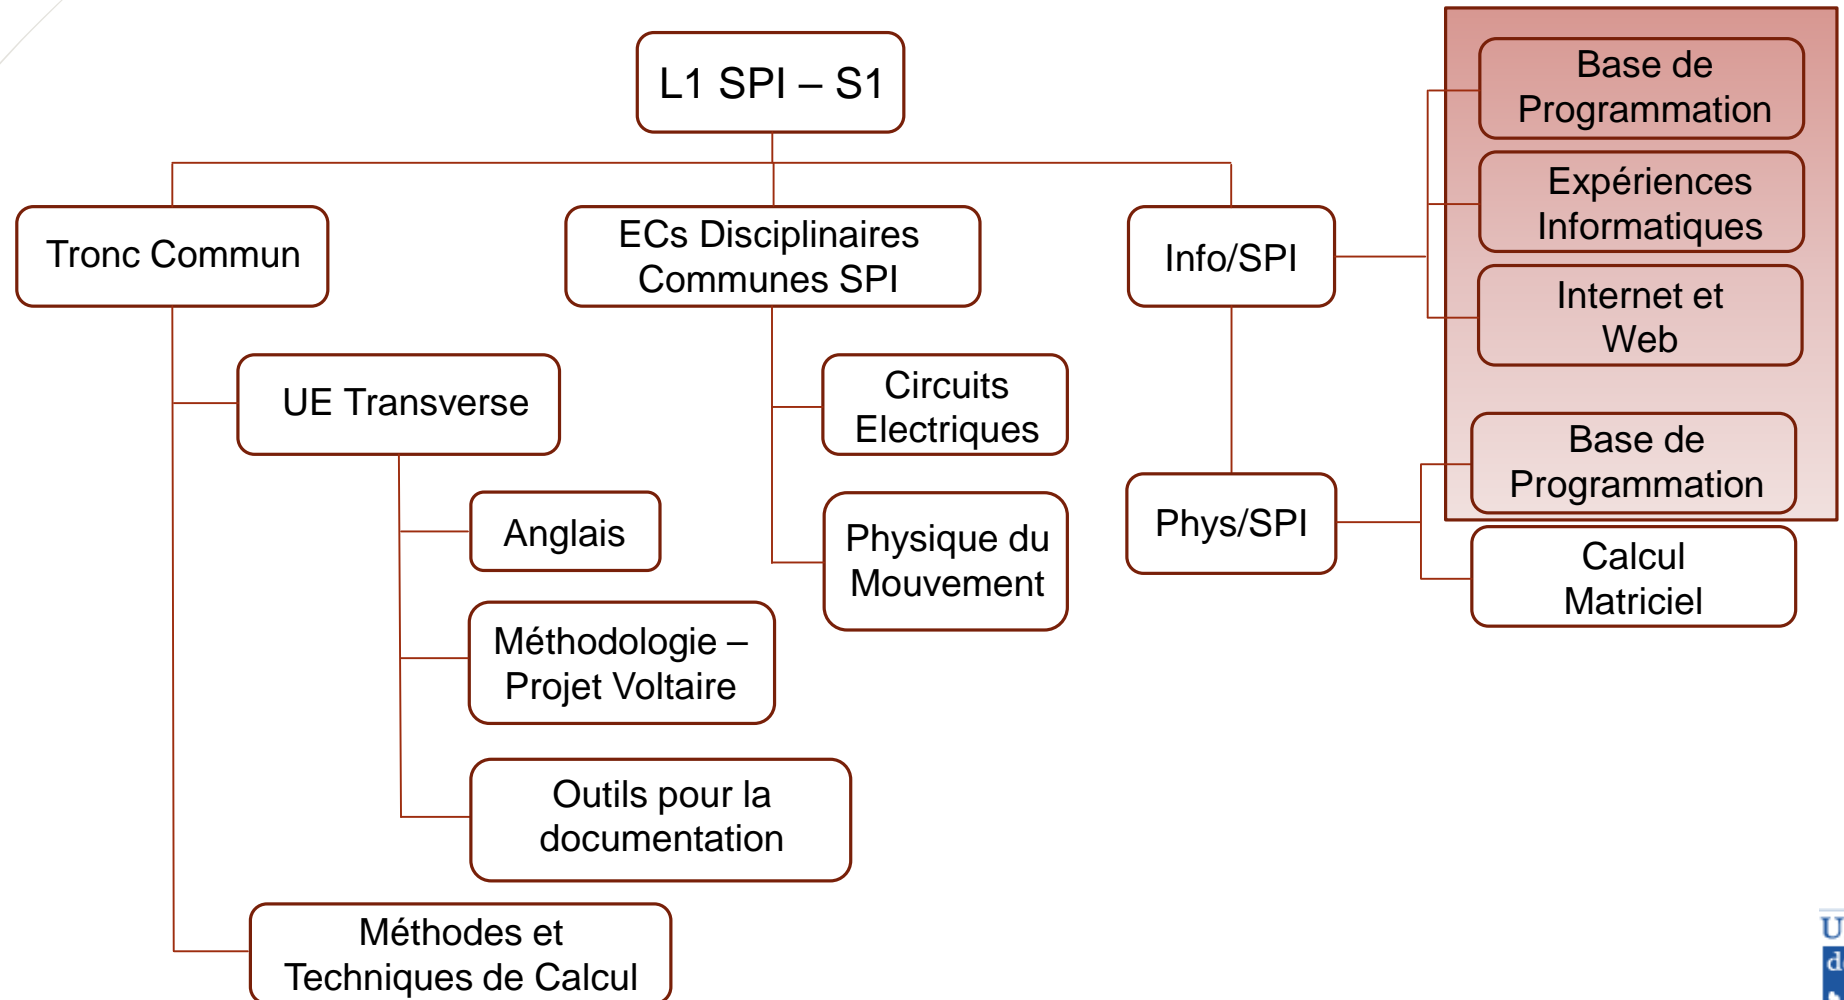 L1 SPI – S1
Tronc Commun
ECs Disciplinaires
Communes SPI
Info/SPI
Base de
Programmation
Expériences
Informatiques
Internet et
Web
UE Transverse
Circuits
Electriques
Physique du
Mouvement
Phys/SPI
Base de
Programmation
Calcul
Matriciel
Anglais
Méthodologie –
Projet Voltaire
Outils pour la
documentation
Méthodes et
Techniques de Calcul